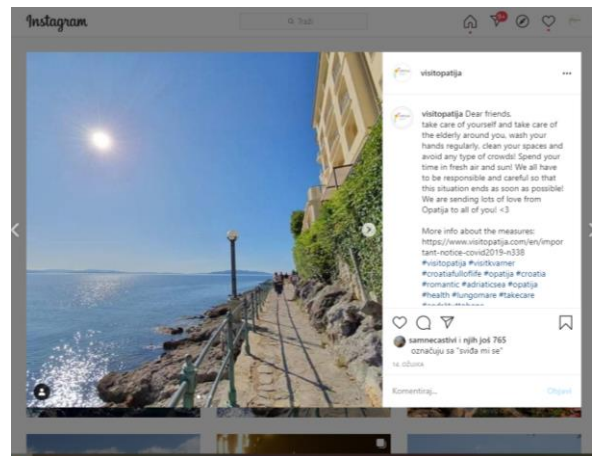 Instagram
Traži
visitopatija
visitopatija Dear friends,
take care of yourself and take care of
the elderly around you, wash your
hands regularly, clean your spaces and
avoid any type of crowds! Spend your
time in fresh air and sun! We all have
to be responsible and careful so that
this situation ends as soon as possible!
We are sending lots of love from
Opatija to all of you! <3
More info about the measures:
https://www.visitopatija.com/en/impor
tant-notice-covid2019-n338
#visitopatija #visitkvarner
#croatiafulloflife #opatija #croatia
#romantic #adriaticsea #opatija
#health #lungomare #takecare
samnecastivi i njih još 765
označuju sa "sviđa mi se"
14. OŽUJKA
Komentiraj...
Objavi